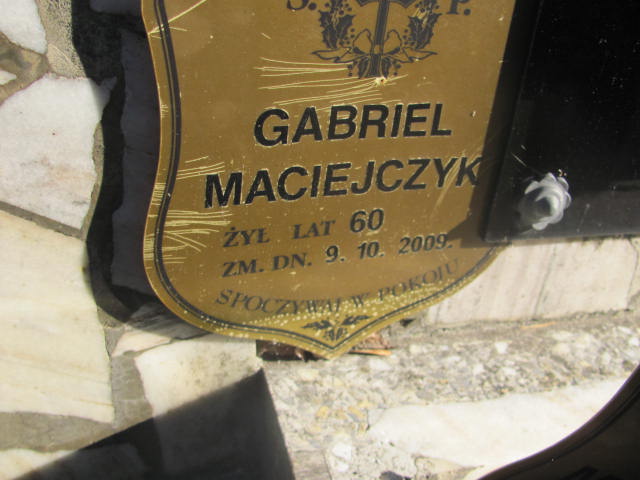 Ś. P.
GABRIEL
MACIEJCZYK
ŻYŁ LAT 60
ZM. DN. 9. 10. 2009.
SPOCZYWAJ W POKOJU